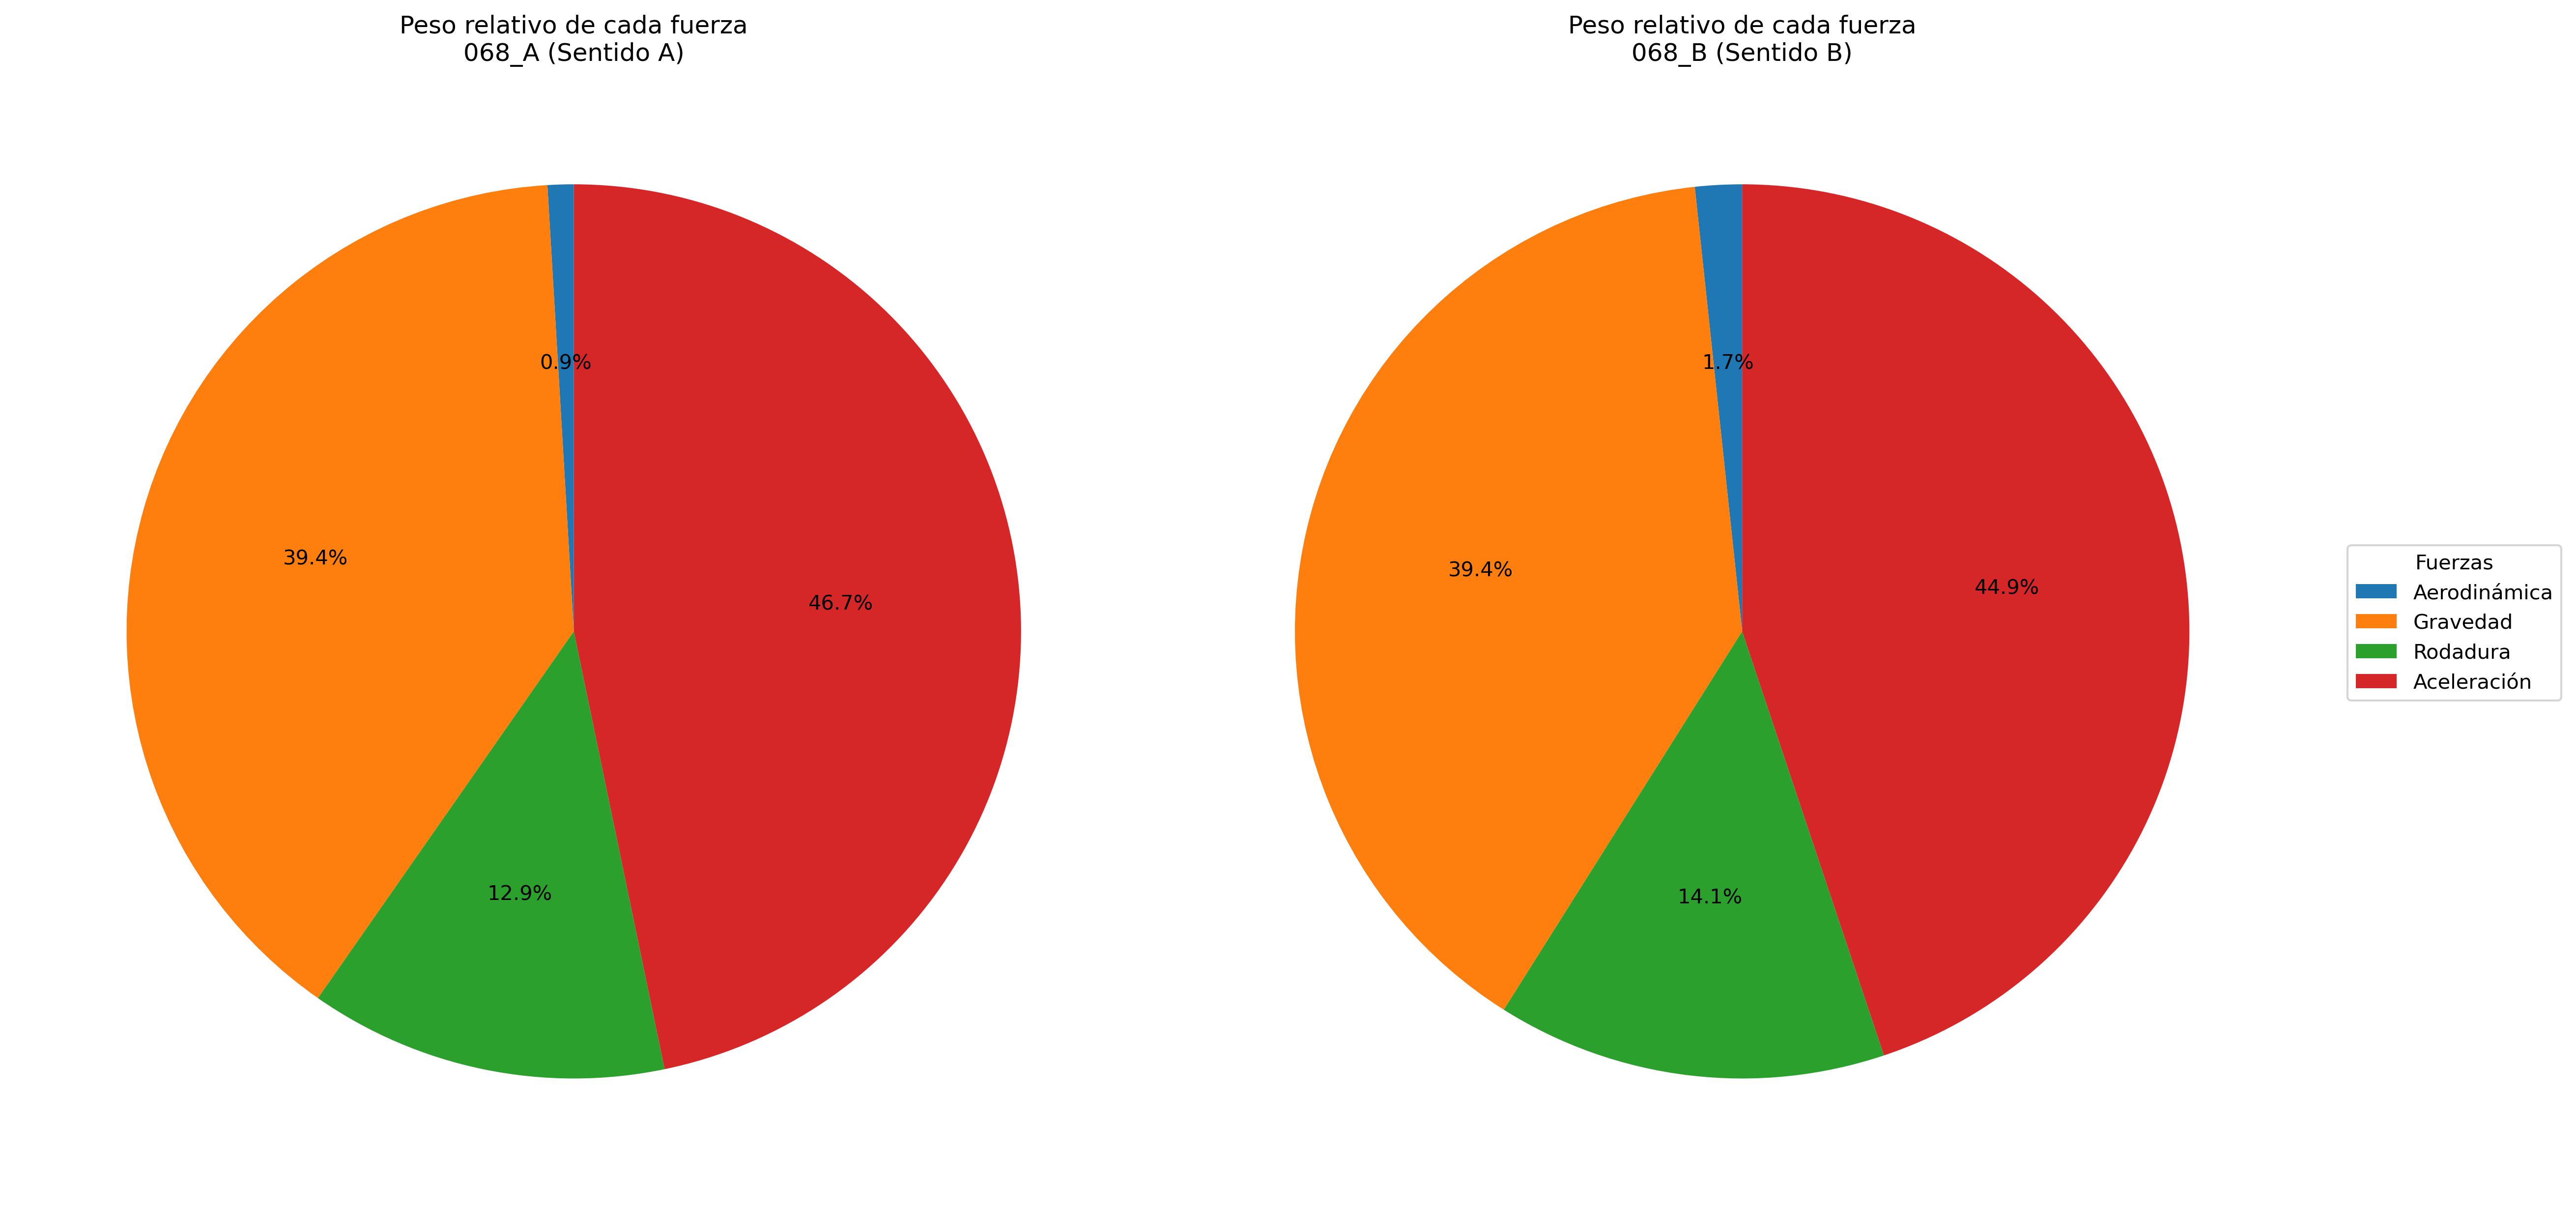 Peso relativo de cada fuerza
068_A (Sentido A)
0.9%
39.4%
46.7%
12.9%
Peso relativo de cada fuerza
068_B (Sentido B)
1.7%
39.4%
44.9%
14.1%
Fuerzas
Aerodinámica
Gravedad
Rodadura
Aceleración